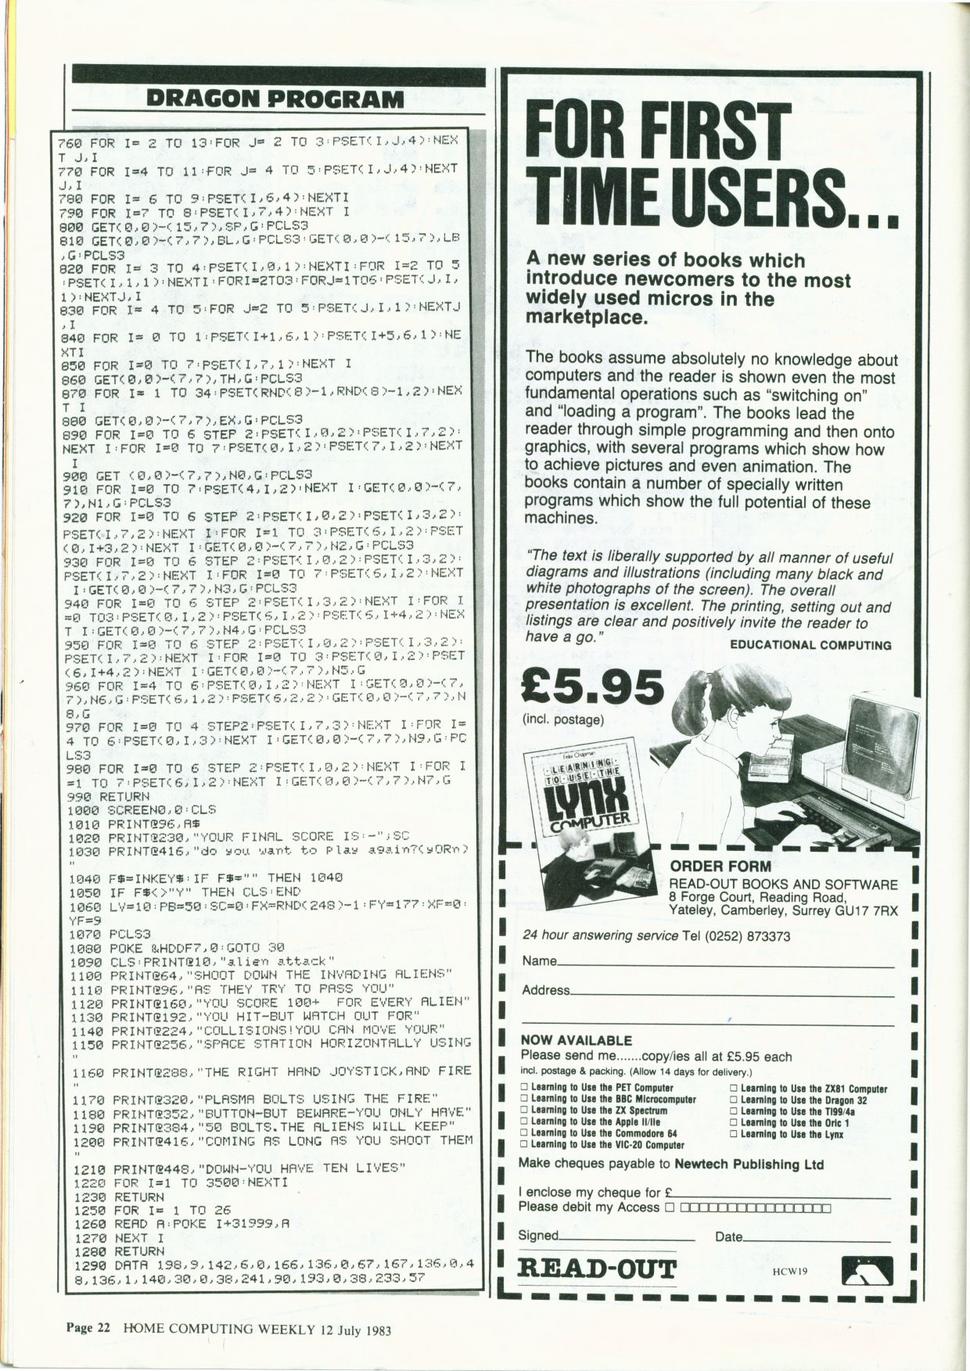 DRAGON PROGRAM
760 FOR I= 2 TO 13:FOR J= 2 TO 3:PSET(I,J,4):NEX
T J,I
770 FOR I=4 TO 11:FOR J= 4 TO 5:PSET(I,J,4):NEXT
J,I
780 FOR I= 6 TO 9:PSET(I,6,4):NEXTI
790 FOR I=7 TO 8:PSET(I,7,4):NEXT I
800 GET(0,0)-(15,7),SP,G:PCLS3
810 GET(0,0)-(7,7),BL,G:PCLS3:GET(0,0)-(15,7),LB
,G:PCLS3
820 FOR I= 3 TO 4:PSET(I,0,1):NEXTI:FOR I=2 TO 5
:PSET(I,1,1):NEXTI:FORI=2TO3:FORJ=1TO6:PSET(J,I,
1):NEXTJ,I
830 FOR I= 4 TO 5:FOR J=2 TO 5:PSET(J,I,1):NEXTJ
,I
840 FOR I= 0 TO 1:PSET(I+1,6,1):PSET(I+5,6,1):NE
XTI
850 FOR I=0 TO 7:PSET(I,7,1):NEXT I
860 GET(0,0)-(7,7),TH,G:PCLS3
870 FOR I= 1 TO 34:PSET(RND(8)-1,RND(8)-1,2):NEX
T I
880 GET(0,0)-(7,7),EX,G:PCLS3
890 FOR I=0 TO 6 STEP 2:PSET(I,0,2):PSET(I,7,2):
NEXT I:FOR I=0 TO 7:PSET(0,I,2):PSET(7,I,2):NEXT
I
900 GET (0,0)-(7,7),N0,G:PCLS3
910 FOR I=0 TO 7:PSET(4,I,2):NEXT I:GET(0,0)-(7,
7),N1,G:PCLS3
920 FOR I=0 TO 6 STEP 2:PSET(I,0,2):PSET(I,3,2):
PSET(I,7,2):NEXT I:FOR I=1 TO 3:PSET(6,I,2):PSET
(0,I+3,2):NEXT I:GET(0,0)-(7,7),N2,G:PCLS3
930 FOR I=0 TO 6 STEP 2:PSET(I,0,2):PSET(I,3,2):
PSET(I,7,2):NEXT I:FOR I=0 TO 7:PSET(6,I,2):NEXT
I:GET(0,0)-(7,7),N3,G:PCLS3
940 FOR I=0 TO 6 STEP 2:PSET(I,3,2):NEXT I:FOR I
=0 TO3:PSET(0,I,2):PSET(6,I,2):PSET(6,I+4,2):NEX
T I:GET(0,0)-(7,7),N4,G:PCLS3
950 FOR I=0 TO 6 STEP 2:PSET(I,0,2):PSET(I,3,2):
PSET(I,7,2):NEXT I:FOR I=0 TO 3:PSET(0,I,2):PSET
(6,I+4,2):NEXT I:GET(0,0)-(7,7),N5,G
960 FOR I=4 TO 6:PSET(0,I,2):NEXT I:GET(0,0)-(7,
7),N6,G:PSET(6,1,2):PSET(6,2,2):GET(0,0)-(7,7),N
8,G
970 FOR I=0 TO 4 STEP2:PSET(I,7,3):NEXT I:FOR I=
4 TO 6:PSET(0,I,3):NEXT I:GET(0,0)-(7,7),N9,G:PC
LS3
980 FOR I=0 TO 6 STEP 2:PSET(I,0,2):NEXT I:FOR I
=1 TO 7:PSET(6,I,2):NEXT I:GET(0,0)-(7,7),N7,G
990 RETURN
1000 SCREEN0,0:CLS
1010 PRINT@96,A$
1020 PRINT@230,"YOUR FINAL SCORE IS:-";SC
1030 PRINT@416,"do you want to play again?(yORn)
"
1040 F$=INKEY$:IF F$="" THEN 1040
1050 IF F$<>"Y" THEN CLS:END
1060 LV=10:PB=50:SC=0:FX=RND(248)-1:FY=177:XF=0:
YF=9
1070 PCLS3
1080 POKE &HDDF7,0:GOTO 30
1090 CLS:PRINT@10,"alien attack"
1100 PRINT@64,"SHOOT DOWN THE INVADING ALIENS"
1110 PRINT@96,"AS THEY TRY TO PASS YOU"
1120 PRINT@160,"YOU SCORE 100+  FOR EVERY ALIEN"
1130 PRINT@192,"YOU HIT-BUT WATCH OUT FOR"
1140 PRINT@224,"COLLISIONS!YOU CAN MOVE YOUR"
1150 PRINT@256,"SPACE STATION HORIZONTALLY USING
"
1160 PRINT@288,"THE RIGHT HAND JOYSTICK,AND FIRE
"
1170 PRINT@320,"PLASMA BOLTS USING THE FIRE"
1180 PRINT@352,"BUTTON-BUT BEWARE-YOU ONLY HAVE"
1190 PRINT@384,"50 BOLTS.THE ALIENS WILL KEEP"
1200 PRINT@416,"COMING AS LONG AS YOU SHOOT THEM
"
1210 PRINT@448,"DOWN-YOU HAVE TEN LIVES"
1220 FOR I=1 TO 3500:NEXTI
1230 RETURN
1250 FOR I= 1 TO 26
1260 READ A:POKE I+31999,A
1270 NEXT I
1280 RETURN
1290 DATA 198,9,142,6,0,166,136,0,67,167,136,0,4
8,136,1,140,30,0,38,241,90,193,0,38,233,57
Page 22 HOME COMPUTING WEEKLY 12 July 1983
FOR FIRST
TIME USERS...
A new series of books which
introduce newcomers to the most
widely used micros in the
marketplace.
The books assume absolutely no knowledge about
computers and the reader is shown even the most
fundamental operations such as "switching on"
and "loading a program". The books lead the
reader through simple programming and then onto
graphics, with several programs which show how
to achieve pictures and even animation. The
books contain a number of specially written
programs which show the full potential of these
machines.
"The text is liberally supported by all manner of useful
diagrams and illustrations (including many black and
white photographs of the screen). The overall
presentation is excellent. The printing, setting out and
listings are clear and positively invite the reader to
have a go."
EDUCATIONAL COMPUTING
£5.95
(incl. postage)
Chapman
·LEARNING·
TO·USE·THE
LYNX
COMPUTER
ORDER FORM
READ-OUT BOOKS AND SOFTWARE
8 Forge Court, Reading Road,
Yateley, Camberley, Surrey GU17 7RX
24 hour answering service Tel (0252) 873373
Name
Address
NOW AVAILABLE
Please send me.......copy/ies all at £5.95 each
incl. postage & packing. (Allow 14 days for delivery.)
☐ Learning to Use the PET Computer
☐ Learning to Use the BBC Microcomputer
☐ Learning to Use the ZX Spectrum
☐ Learning to Use the Apple II/IIe
☐ Learning to Use the Commodore 64
☐ Learning to Use the VIC-20 Computer
☐ Learning to Use the ZX81 Computer
☐ Learning to Use the Dragon 32
☐ Learning to Use the TI99/4a
☐ Learning to Use the Oric 1
☐ Learning to Use the Lynx
Make cheques payable to Newtech Publishing Ltd
I enclose my cheque for £
Please debit my Access ☐ ☐☐☐☐☐☐☐☐☐☐☐☐☐☐☐☐
Signed Date
READ-OUT
HCW19